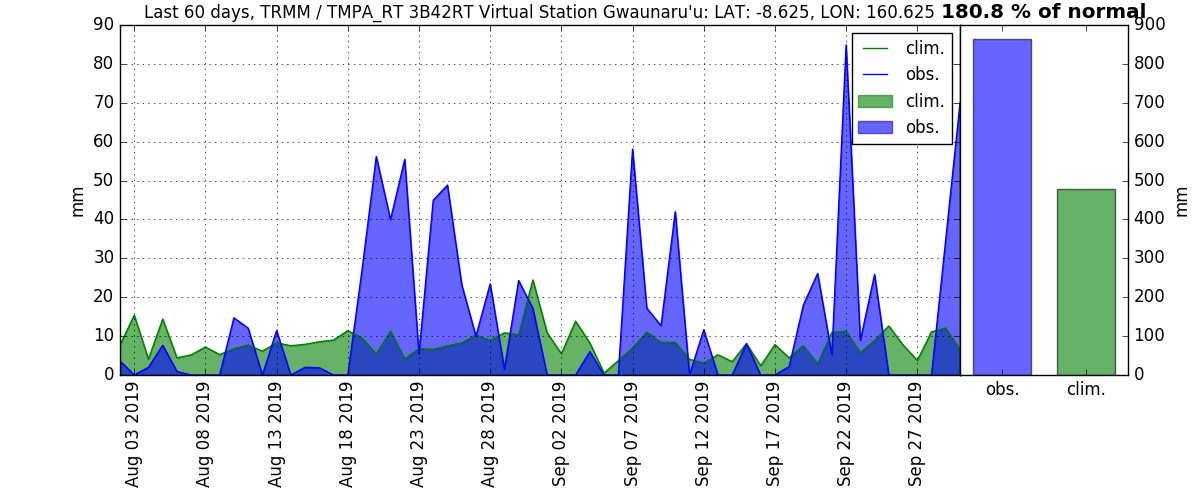 Last 60 days, TRMM / TMPA_RT 3B42RT Virtual Station Gwaunaru'u: LAT: -8.625, LON: 160.625 180.8 % of normal
90
80
70
60
50
40
30
20
10
0
mm
clim.
obs.
clim.
obs.
Aug 03 2019
Aug 08 2019
Aug 13 2019
Aug 18 2019
Aug 23 2019
Aug 28 2019
Sep 02 2019
Sep 07 2019
Sep 12 2019
Sep 17 2019
Sep 22 2019
Sep 27 2019
900
800
700
600
500
400
300
200
100
0
mm
obs.
clim.